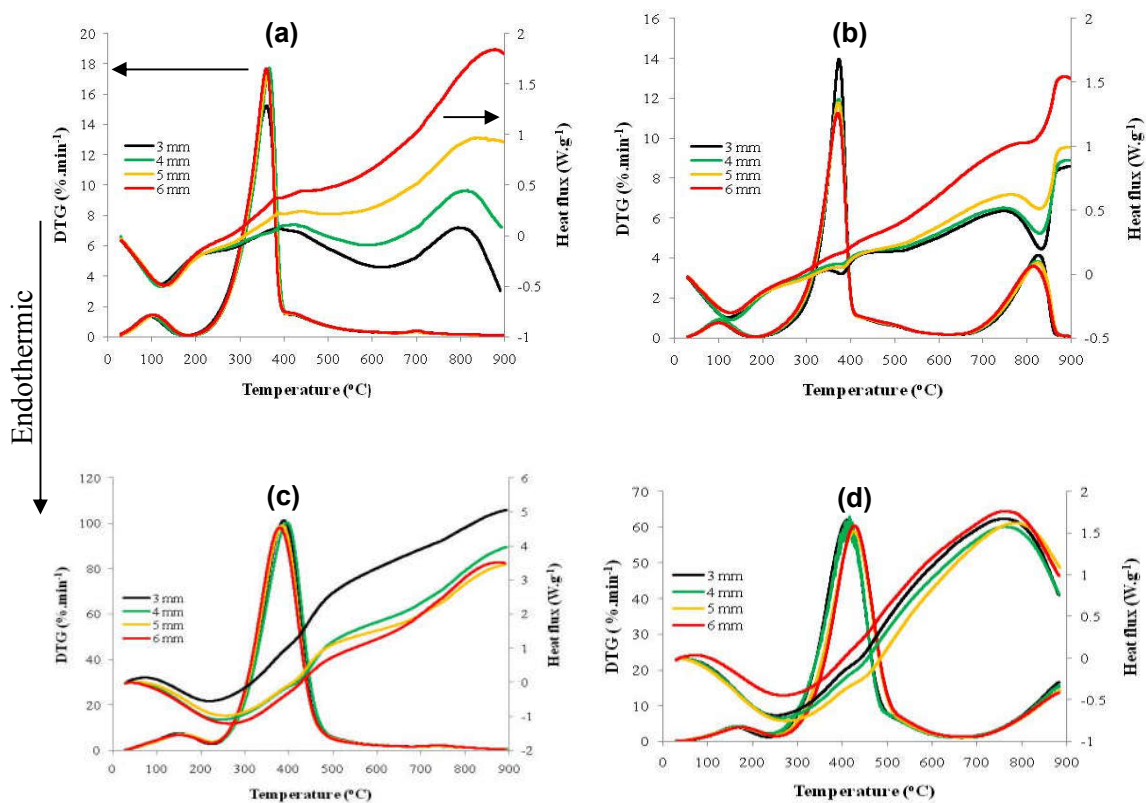 (a)
20
18
16
14
12
10
8
6
4
2
0
DTG (%.min⁻¹)
3 mm
4 mm
5 mm
6 mm
2
1.5
1
0.5
0
-0.5
-1
Heat flux (W.g⁻¹)
0 100 200 300 400 500 600 700 800 900
Temperature (°C)
(b)
16
14
12
10
8
6
4
2
0
DTG (%.min⁻¹)
3 mm
4 mm
5 mm
6 mm
2
1.5
1
0.5
0
-0.5
Heat flux (W.g⁻¹)
0 100 200 300 400 500 600 700 800 900
Temperature (°C)
Endothermic
(c)
120
100
80
60
40
20
0
DTG (%.min⁻¹)
3 mm
4 mm
5 mm
6 mm
6
5
4
3
2
1
0
-1
-2
Heat flux (W.g⁻¹)
0 100 200 300 400 500 600 700 800 900
Temperature (°C)
(d)
70
60
50
40
30
20
10
0
DTG ( %.min⁻¹)
3 mm
4 mm
5 mm
6 mm
2
1.5
1
0.5
0
-0.5
-1
Heat flux (W.g⁻¹)
0 100 200 300 400 500 600 700 800 900
Temperature (°C)